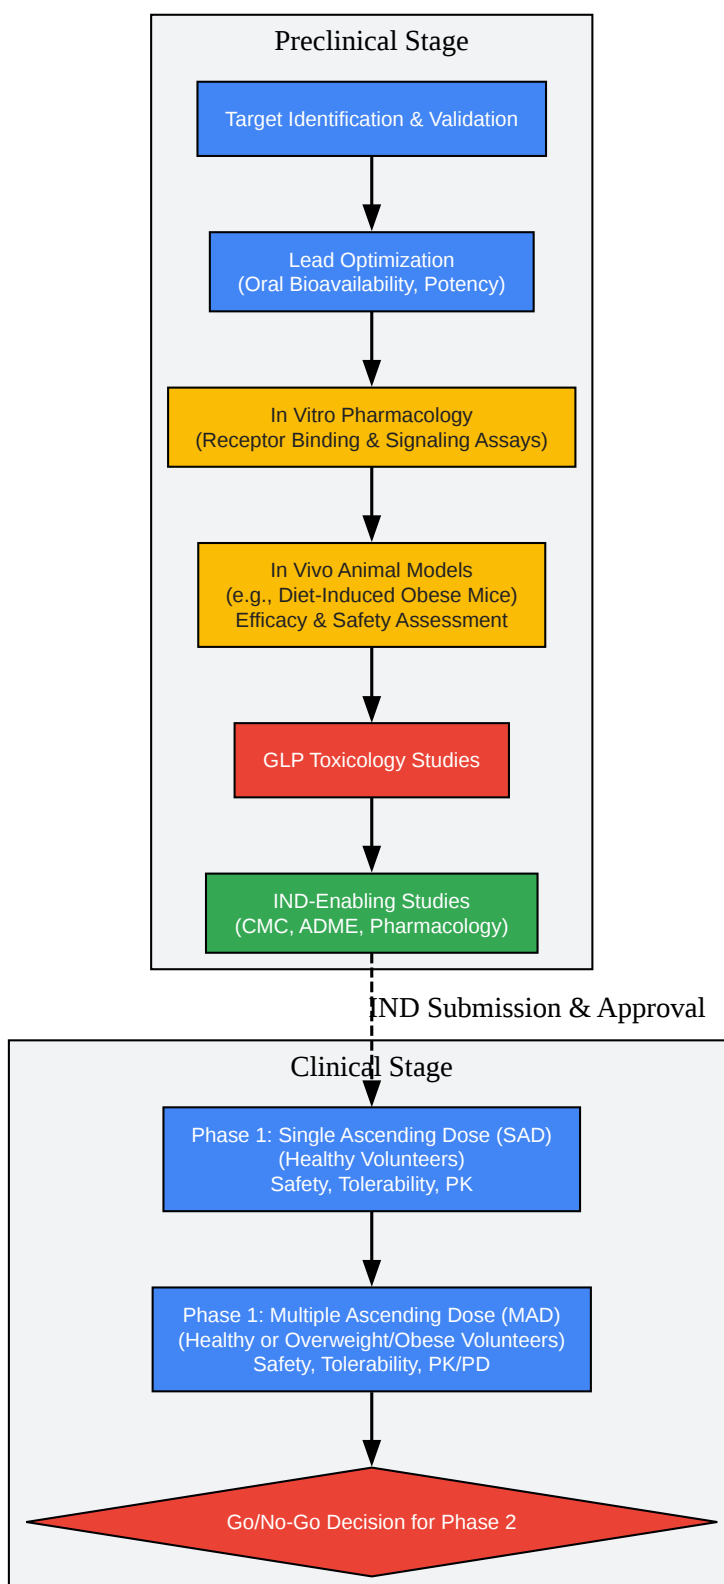 Preclinical Stage
Target Identification & Validation
Lead Optimization
(Oral Bioavailability, Potency)
In Vitro Pharmacology
(Receptor Binding & Signaling Assays)
In Vivo Animal Models
(e.g., Diet-Induced Obese Mice)
Efficacy & Safety Assessment
GLP Toxicology Studies
IND-Enabling Studies
(CMC, ADME, Pharmacology)
IND Submission & Approval
Clinical Stage
Phase 1: Single Ascending Dose (SAD)
(Healthy Volunteers)
Safety, Tolerability, PK
Phase 1: Multiple Ascending Dose (MAD)
(Healthy or Overweight/Obese Volunteers)
Safety, Tolerability, PK/PD
Go/No-Go Decision for Phase 2